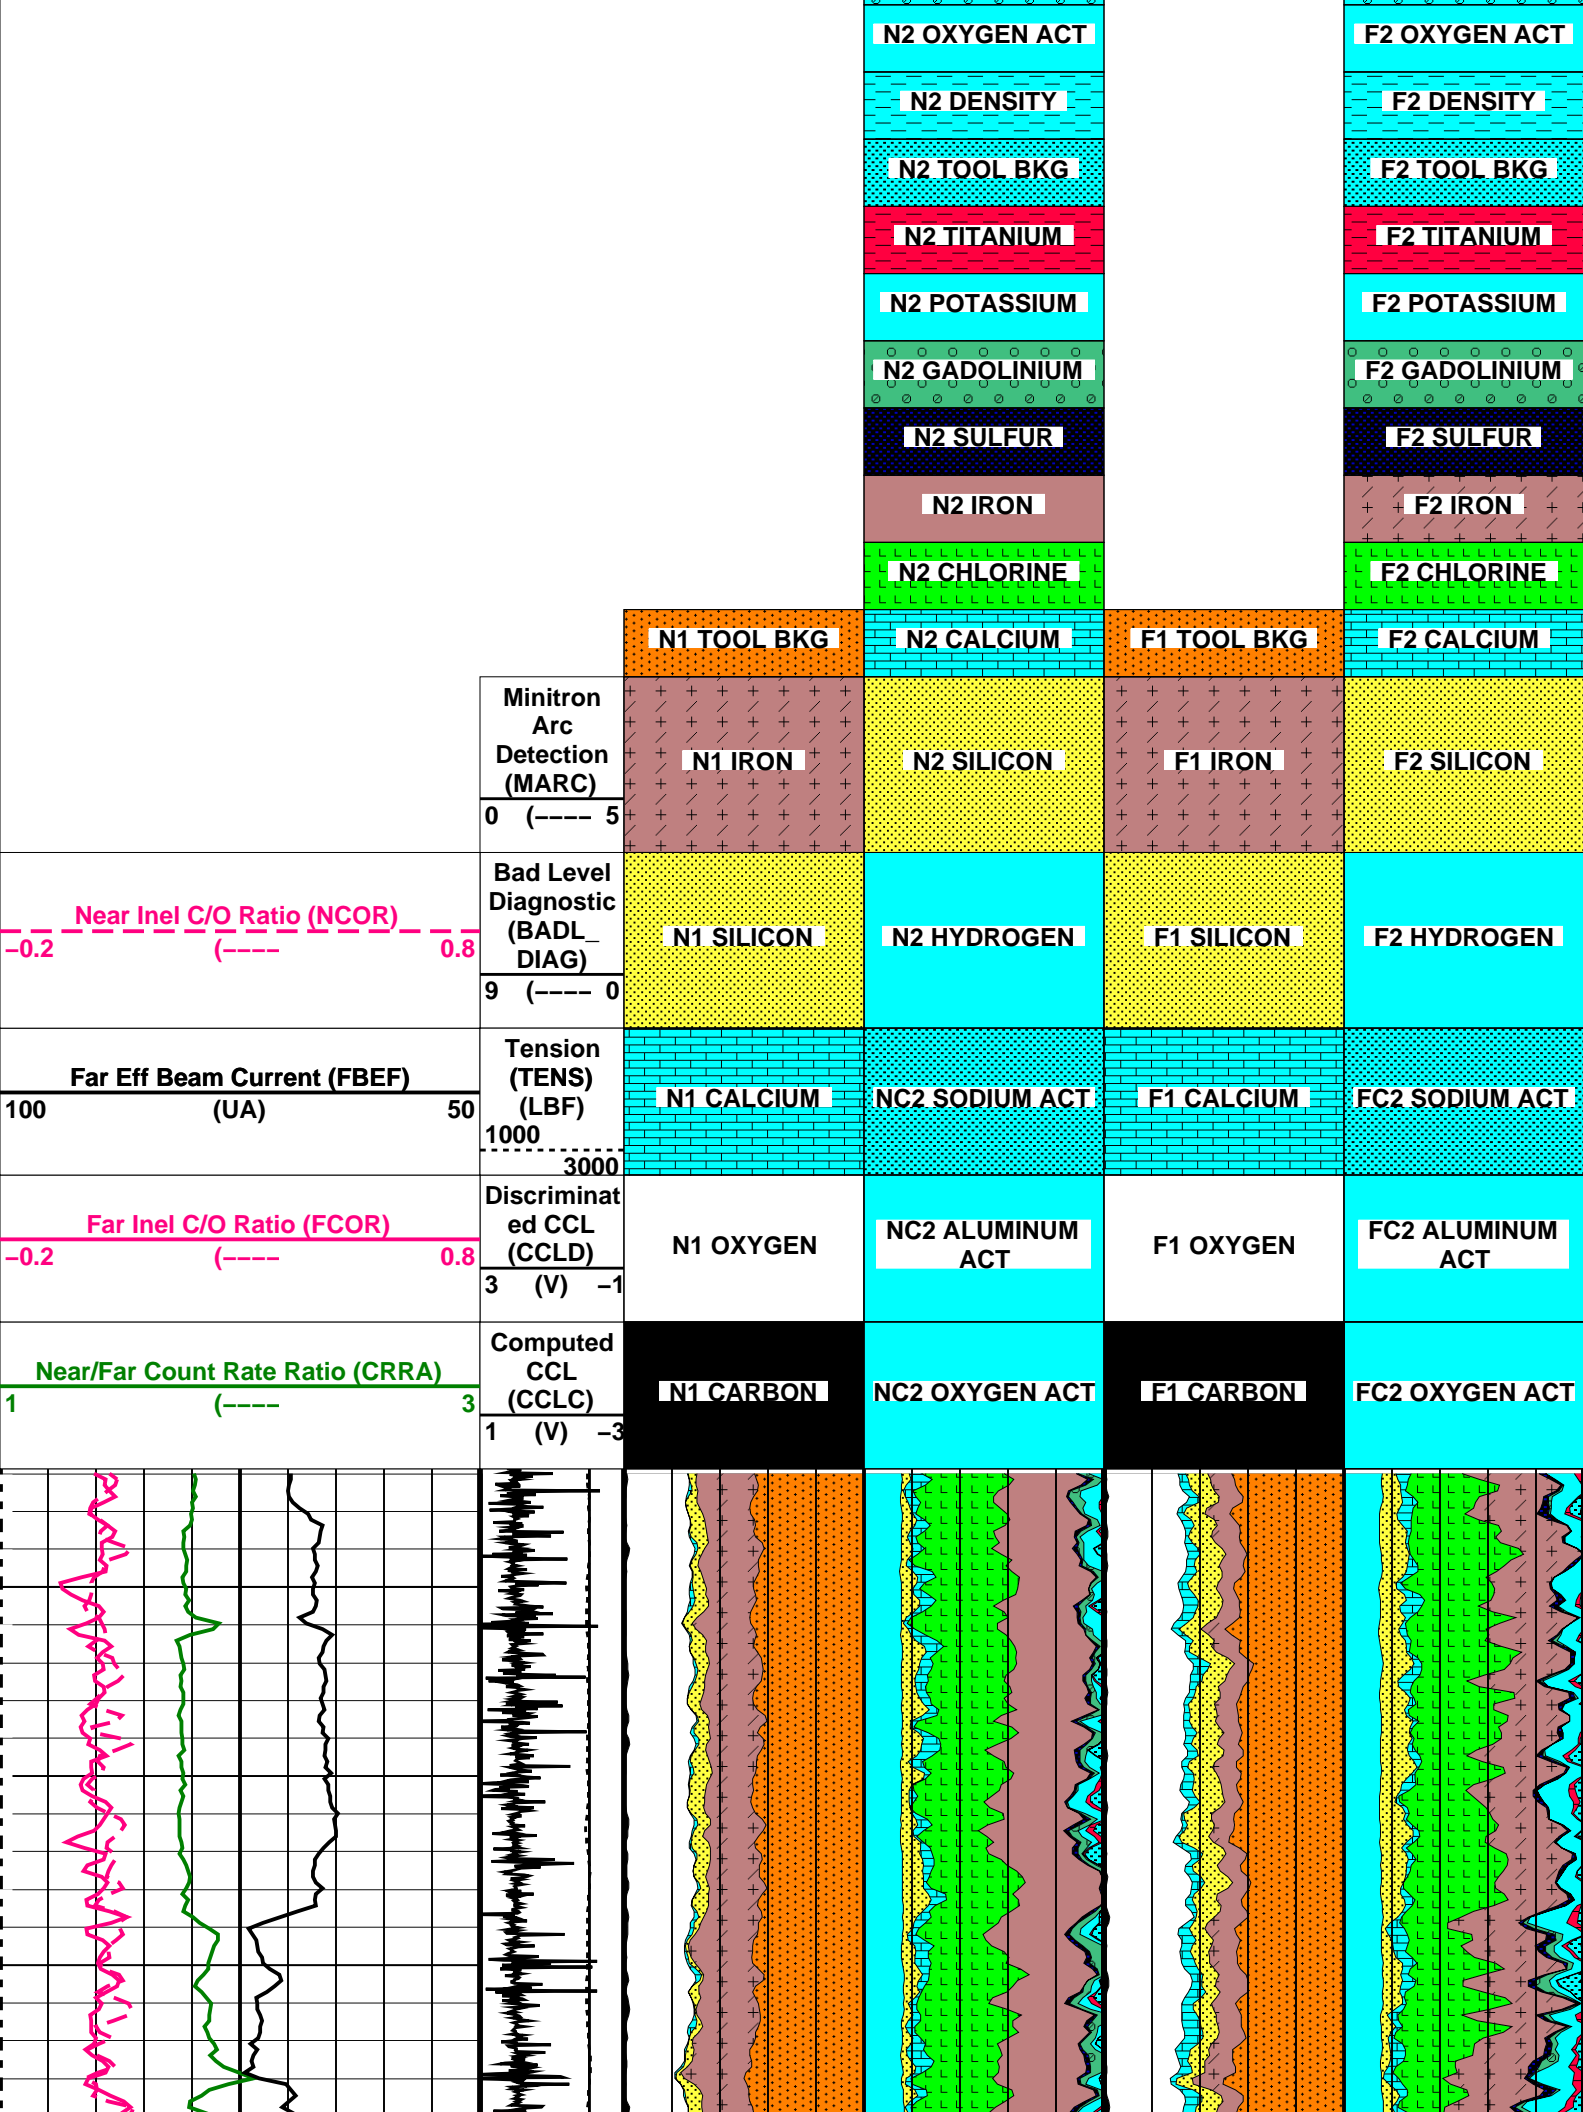 N2 OXYGEN ACT
F2 OXYGEN ACT
N2 DENSITY
F2 DENSITY
N2 TOOL BKG
F2 TOOL BKG
N2 TITANIUM
F2 TITANIUM
N2 POTASSIUM
F2 POTASSIUM
N2 GADOLINIUM
F2 GADOLINIUM
N2 SULFUR
F2 SULFUR
N2 IRON
F2 IRON
N2 CHLORINE
F2 CHLORINE
N1 TOOL BKG
N2 CALCIUM
F1 TOOL BKG
F2 CALCIUM
Minitron
Arc
Detection
(MARC)
0 (---- 5
N1 IRON
N2 SILICON
F1 IRON
F2 SILICON
Near Inel C/O Ratio (NCOR)
-0.2 (---- 0.8
Bad Level
Diagnostic
(BADL_
DIAG)
9 (---- 0
N1 SILICON
N2 HYDROGEN
F1 SILICON
F2 HYDROGEN
Far Eff Beam Current (FBEF)
100 (UA) 50
Tension
(TENS)
(LBF)
1000
3000
N1 CALCIUM
NC2 SODIUM ACT
F1 CALCIUM
FC2 SODIUM ACT
Far Inel C/O Ratio (FCOR)
-0.2 (---- 0.8
Discriminat
ed CCL
(CCLD)
3 (V) -1
N1 OXYGEN
NC2 ALUMINUM
ACT
F1 OXYGEN
FC2 ALUMINUM
ACT
Near/Far Count Rate Ratio (CRRA)
1 (---- 3
Computed
CCL
(CCLC)
1 (V) -3
N1 CARBON
NC2 OXYGEN ACT
F1 CARBON
FC2 OXYGEN ACT